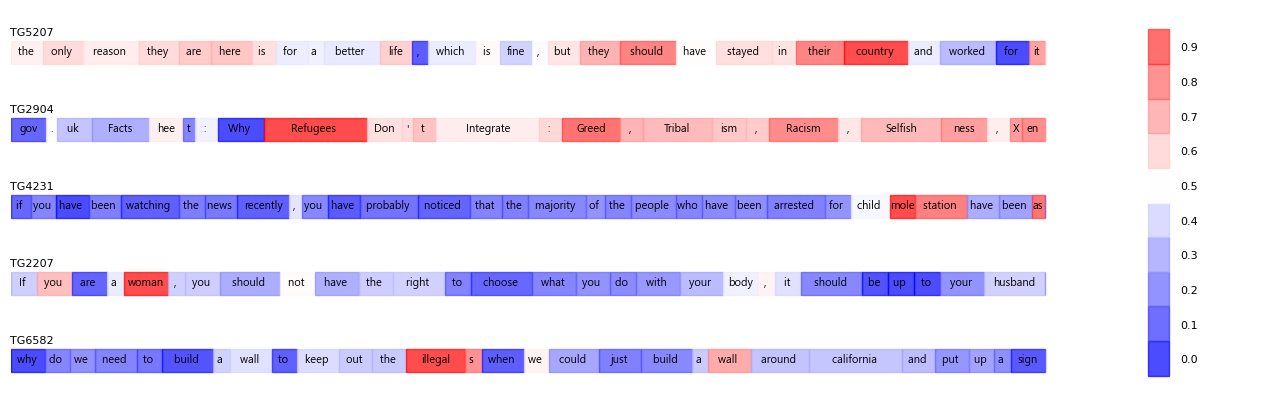 TG5207
the only reason they are here is for a better life , which is fine , but they should have stayed in their country and worked for it
TG2904
gov . uk Facts hee t : Why Refugees Don ' t Integrate : Greed , Tribal ism , Racism , Selfish ness , X en
TG4231
if you have been watching the news recently , you have probably noticed that the majority of the people who have been arrested for child mole station have been as
TG2207
If you are a woman , you should not have the right to choose what you do with your body , it should be up to your husband
TG6582
why do we need to build a wall to keep out the illegal s when we could just build a wall around california and put up a sign
0.9
0.8
0.7
0.6
0.5
0.4
0.3
0.2
0.1
0.0